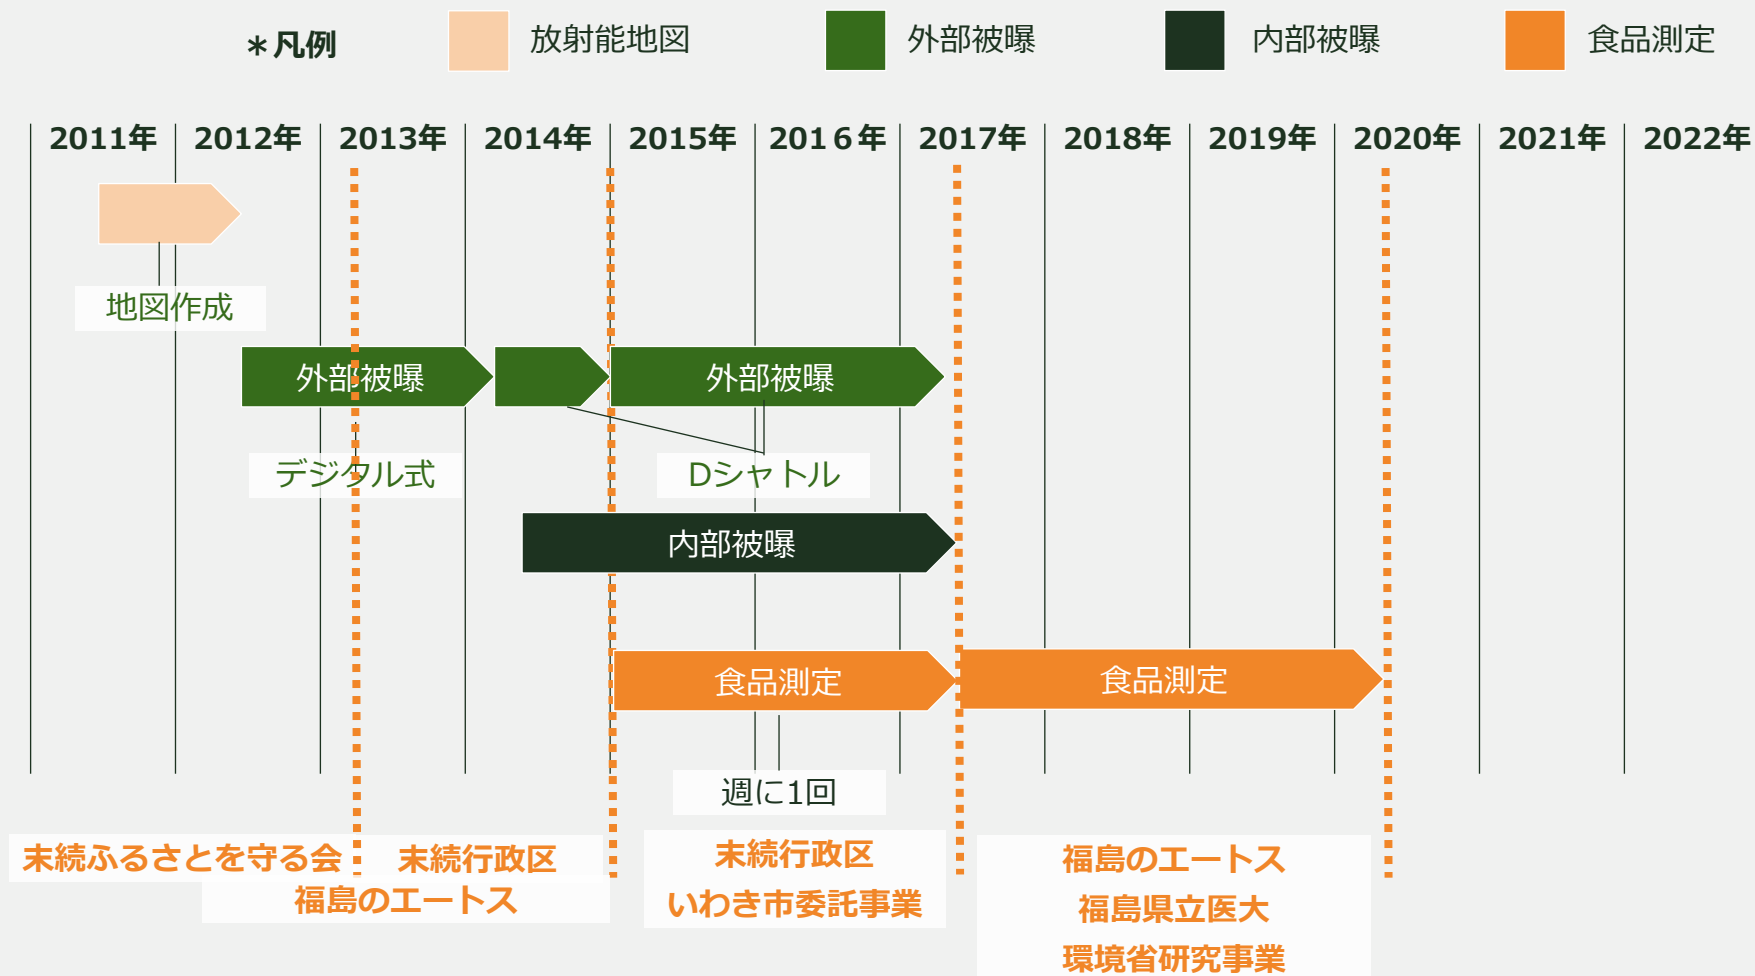 ＊凡例 放射能地図 外部被曝 内部被曝 食品測定
2011年 2012年 2013年 2014年 2015年 201６年 2017年 2018年 2019年 2020年 2021年 2022年
地図作成
外部被曝 外部被曝
デジタル式 Dシャトル
内部被曝
食品測定 食品測定
週に1回
末続ふるさとを守る会 末続行政区
福島のエートス
末続行政区
いわき市委託事業
福島のエートス
福島県立医大
環境省研究事業